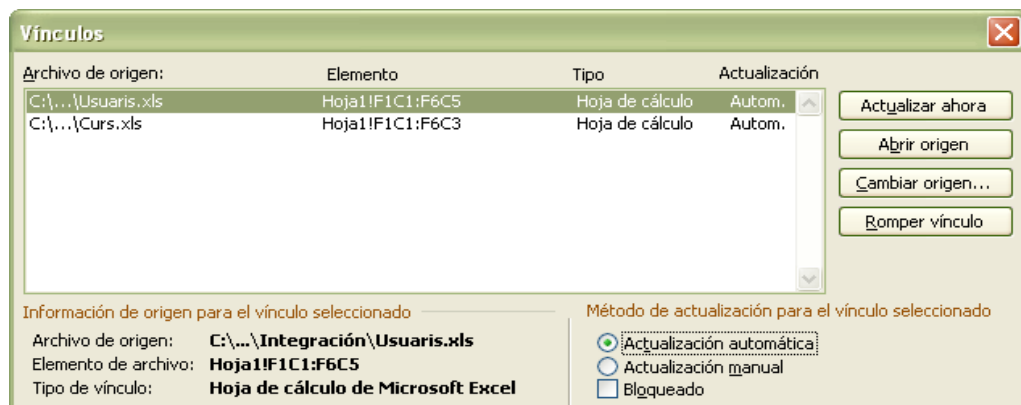 Vínculos
Archivo de origen: Elemento Tipo Actualización
C:\...\Usuaris.xls Hoja1!F1C1:F6C5 Hoja de cálculo Autom.
C:\...\Curs.xls Hoja1!F1C1:F6C3 Hoja de cálculo Autom.
Actualizar ahora
Abrir origen
Cambiar origen...
Romper vínculo
Información de origen para el vínculo seleccionado
Archivo de origen: C:\...\Integración\Usuaris.xls
Elemento de archivo: Hoja1!F1C1:F6C5
Tipo de vínculo: Hoja de cálculo de Microsoft Excel
Método de actualización para el vínculo seleccionado
Actualización automática
Actualización manual
Bloqueado